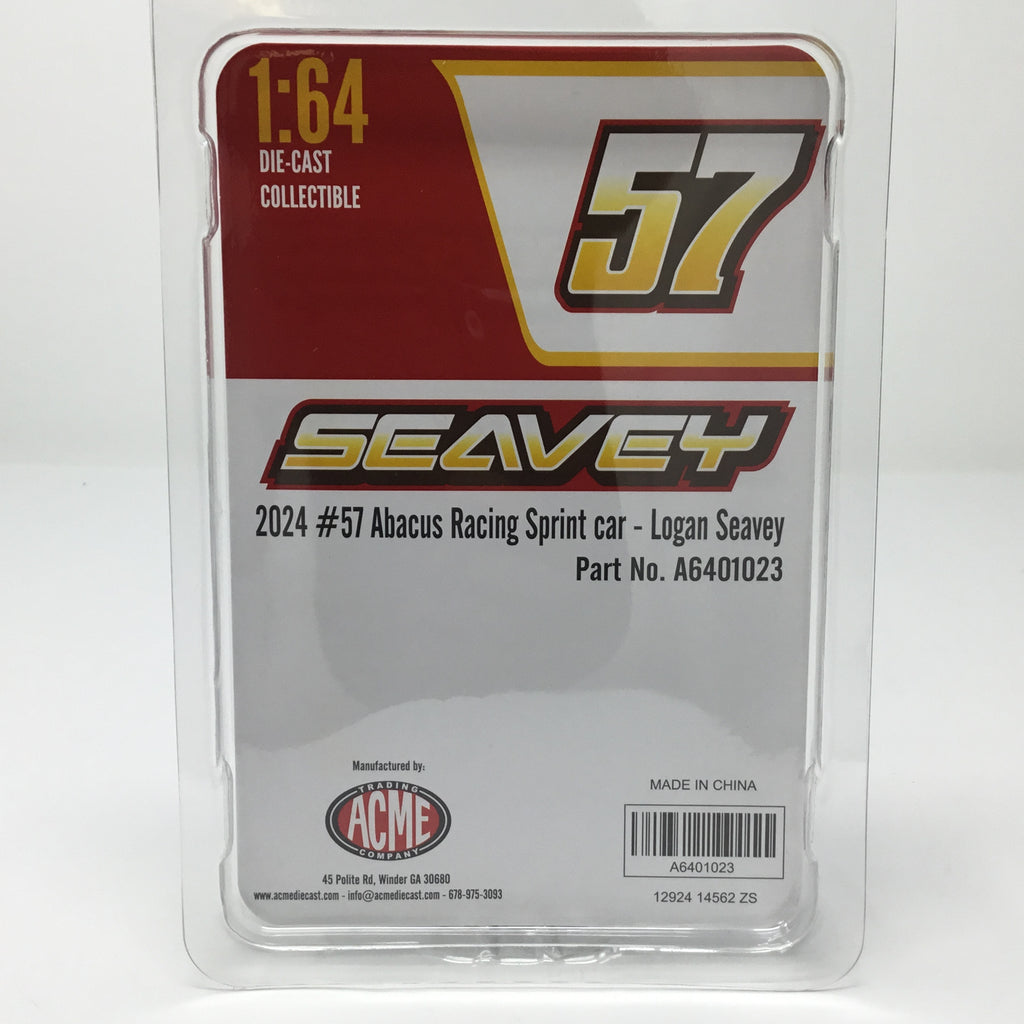 1:64
DIE-CAST
COLLECTIBLE
57
SEAVEY
2024 #57 Abacus Racing Sprint car - Logan Seavey
Part No. A6401023
Manufactured by:
TRADING
ACME
COMPANY
45 Polite Rd, Winder GA 30680
www.acmediecast.com - info@acmediecast.com - 678-975-3093
MADE IN CHINA
A6401023
12924 14562 ZS